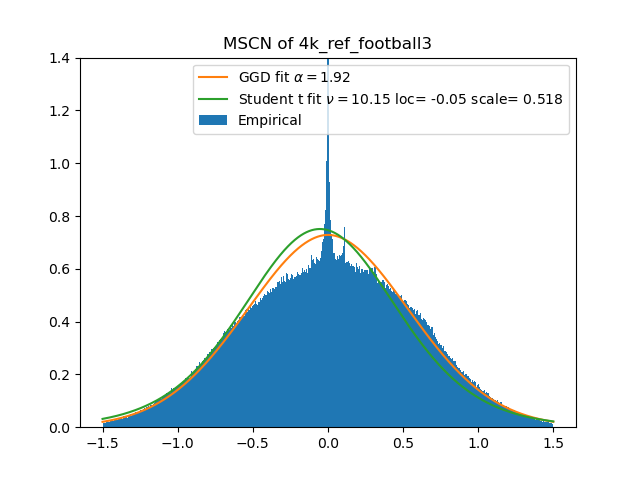 MSCN of 4k_ref_football3
GGD fit α = 1.92
Student t fit ν = 10.15 loc= -0.05 scale= 0.518
Empirical
1.4
1.2
1.0
0.8
0.6
0.4
0.2
0.0
−1.5 −1.0 −0.5 0.0 0.5 1.0 1.5